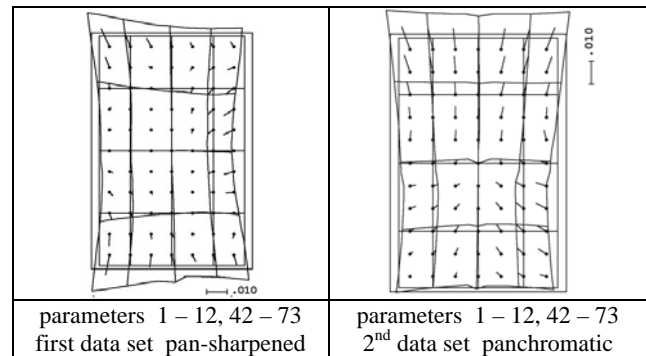 .010
.010
parameters 1 – 12, 42 – 73
first data set pan-sharpened
parameters 1 – 12, 42 – 73
2nd data set panchromatic